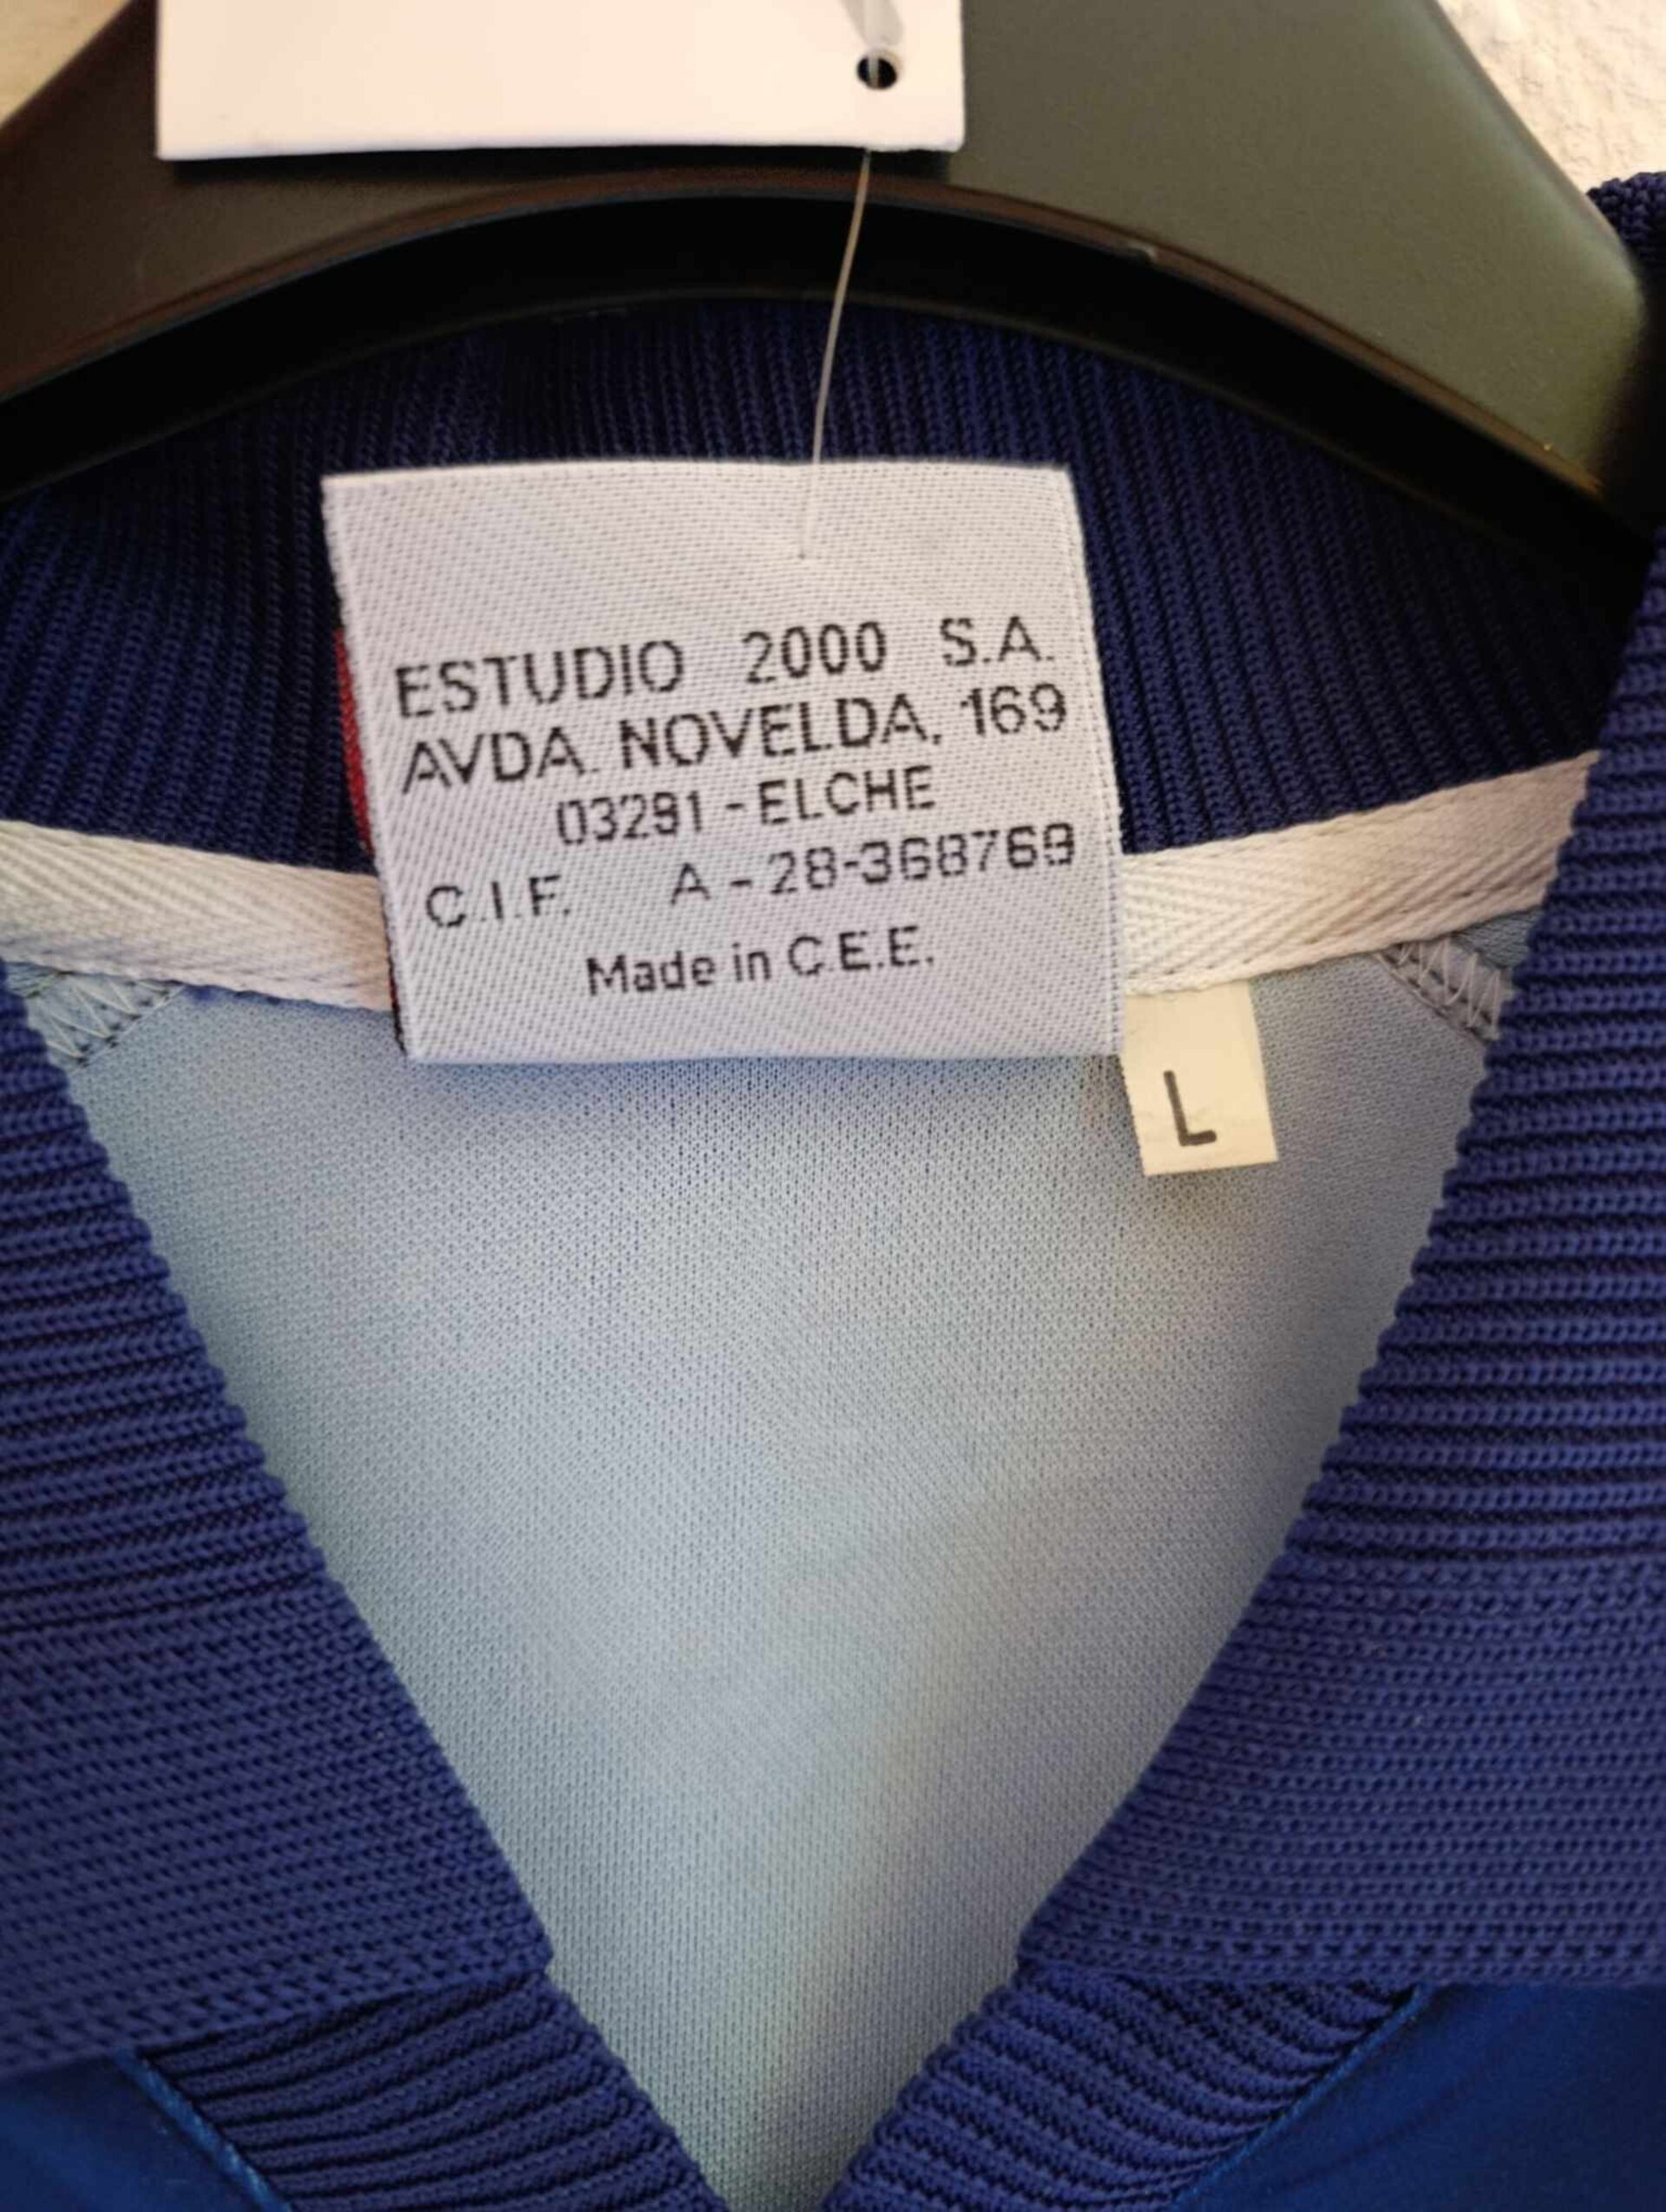 ESTUDIO 2000 S.A.
AVDA. NOVELDA, 169
03291 - ELCHE
C.I.F. A - 28-368769
Made in C.E.E.
L